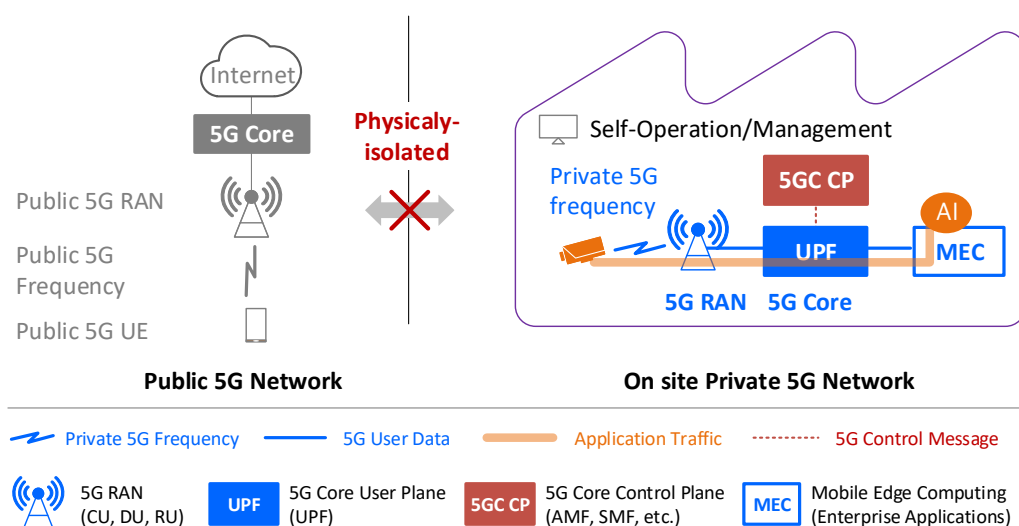 Internet
5G Core
Public 5G RAN
Public 5G
Frequency
Public 5G UE
Physicaly-
isolated
Self-Operation/Management
Private 5G
frequency
5GC CP
AI
UPF
MEC
5G RAN
5G Core
Public 5G Network
On site Private 5G Network
Private 5G Frequency
5G User Data
Application Traffic
5G Control Message
5G RAN
(CU, DU, RU)
UPF
5G Core User Plane
(UPF)
5GC CP
5G Core Control Plane
(AMF, SMF, etc.)
MEC
Mobile Edge Computing
(Enterprise Applications)